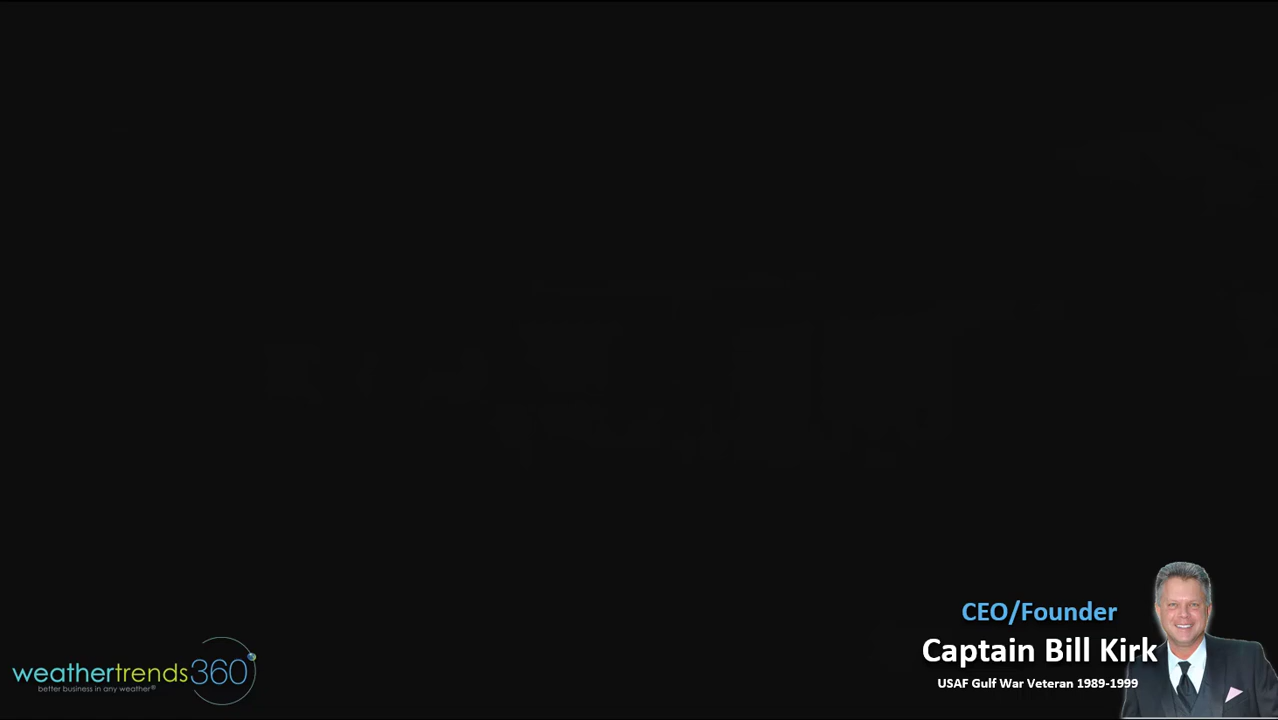 CEO/Founder
Captain Bill Kirk
USAF Gulf War Veteran 1989-1999
weathertrends360
better business in any weather®